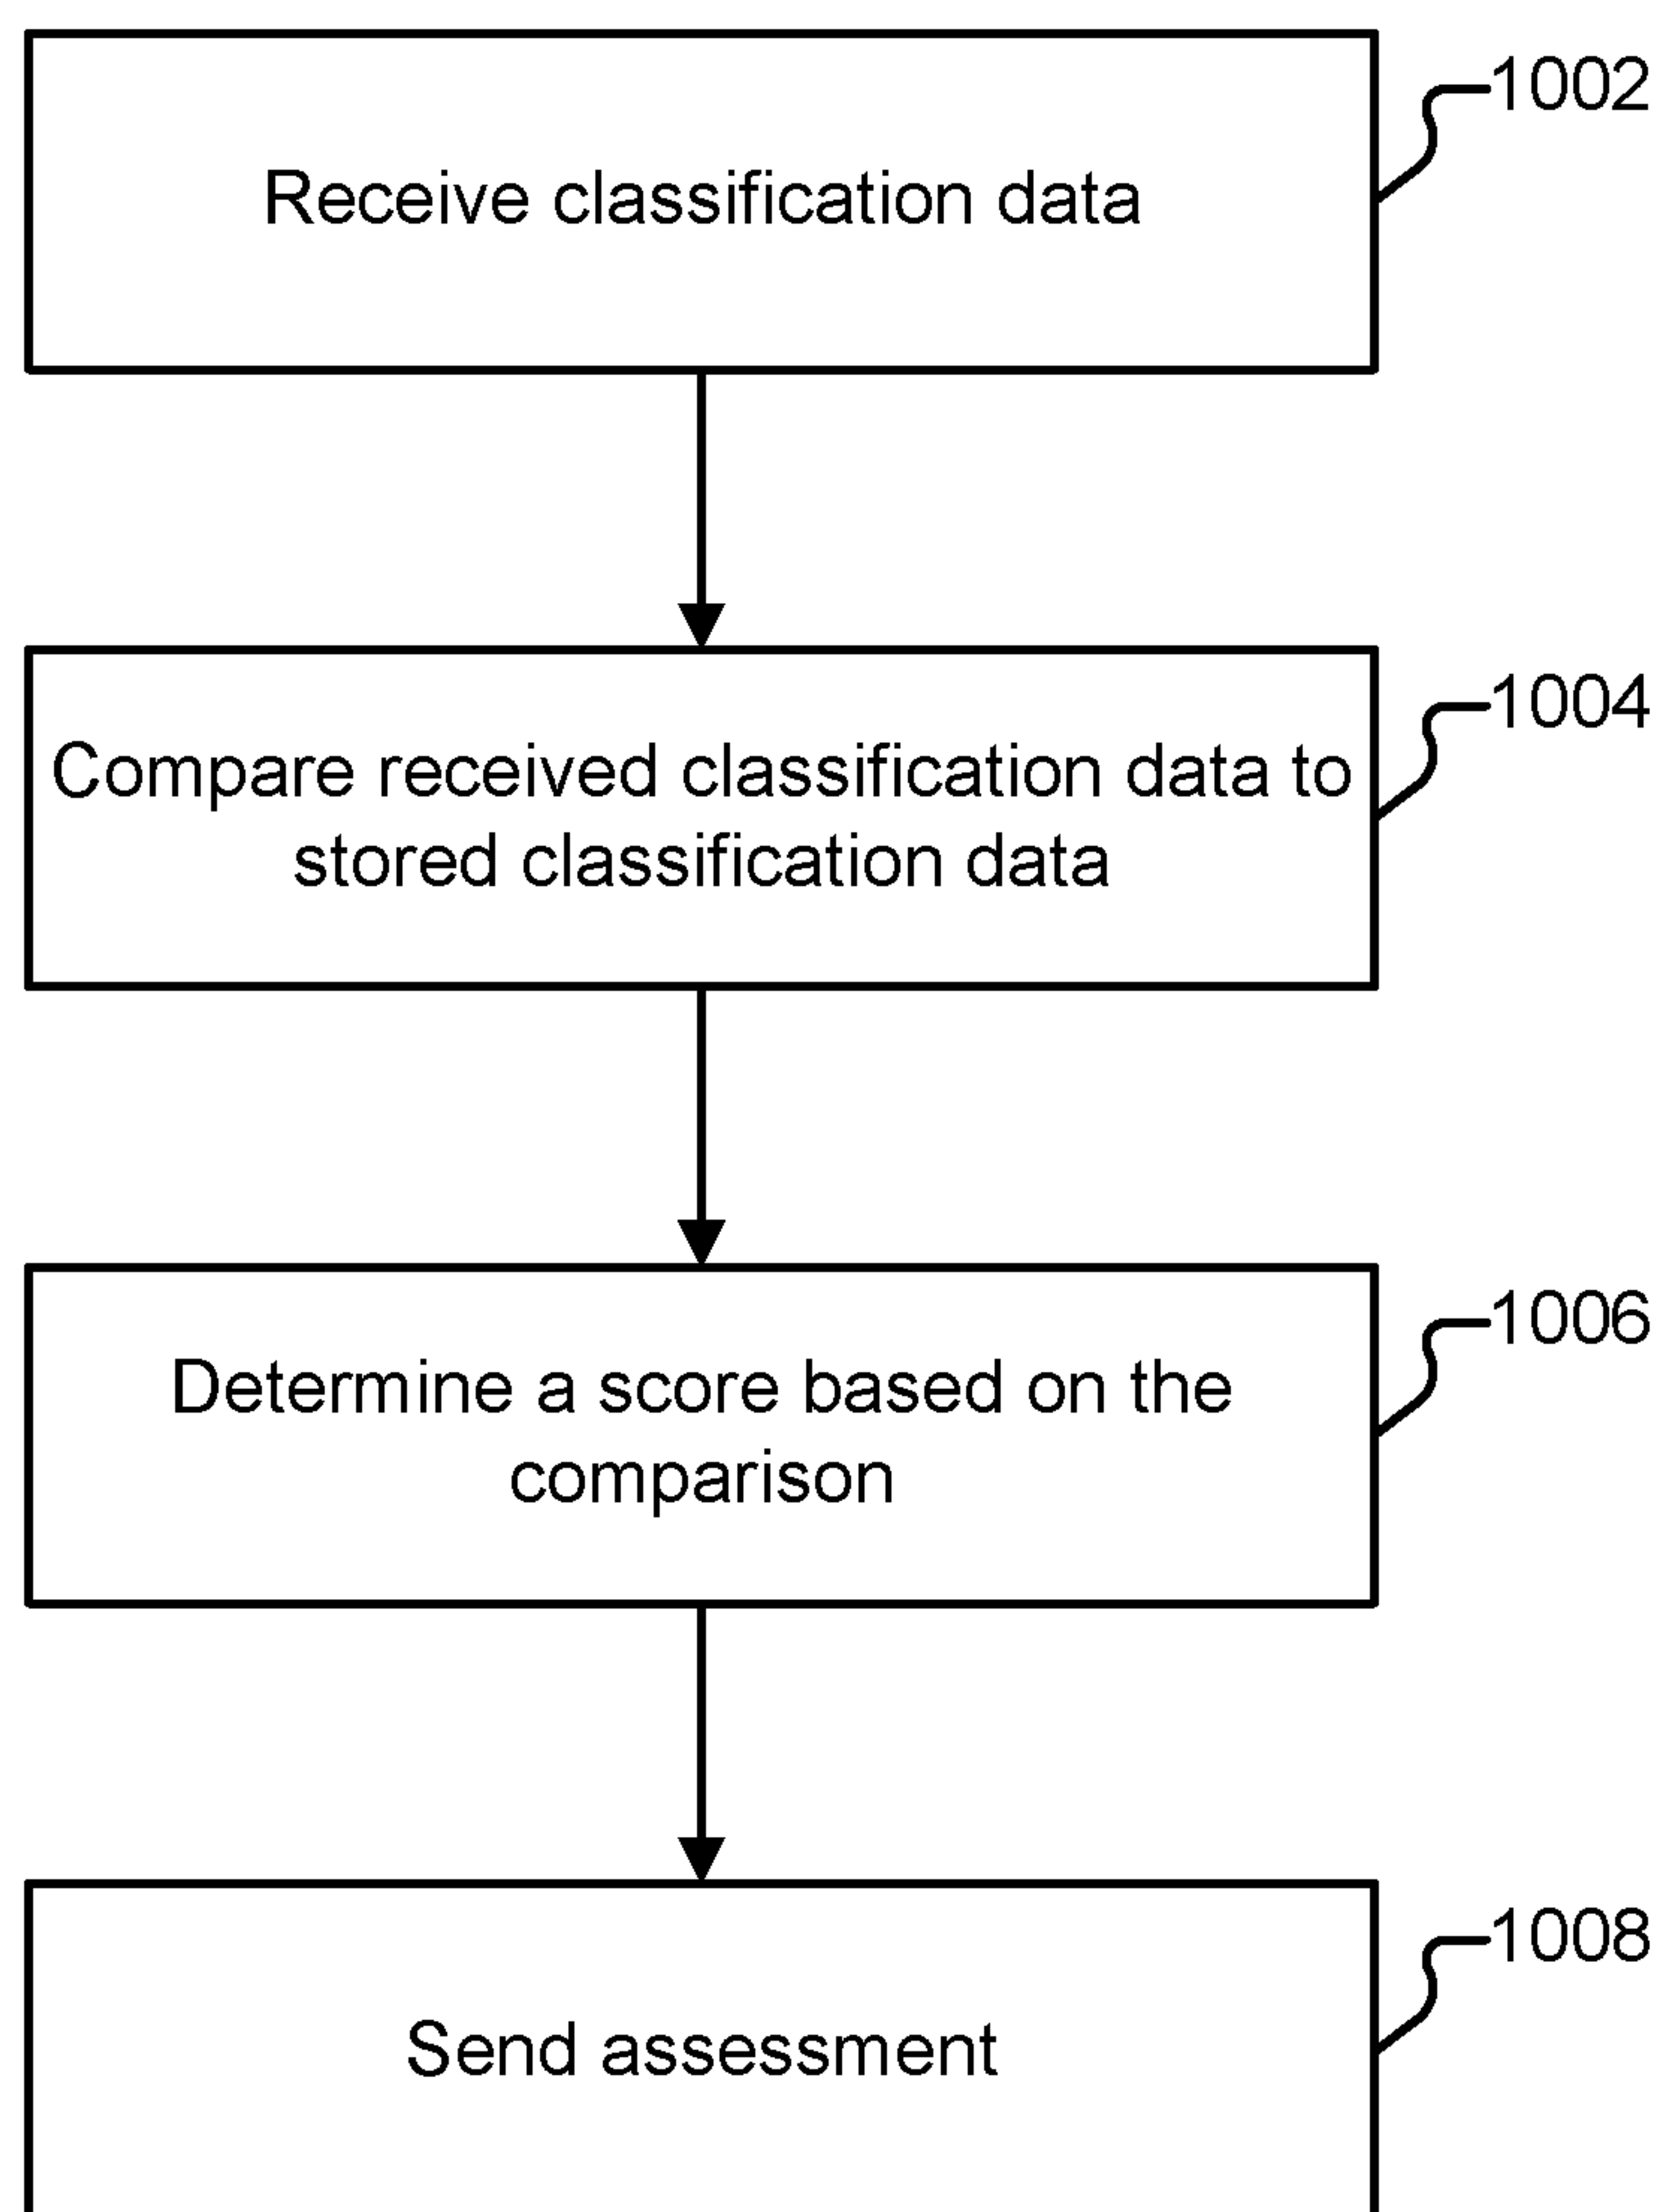 1002
Receive classification data
1004
Compare received classification data to
stored classification data
1006
Determine a score based on the
comparison
1008
Send assessment